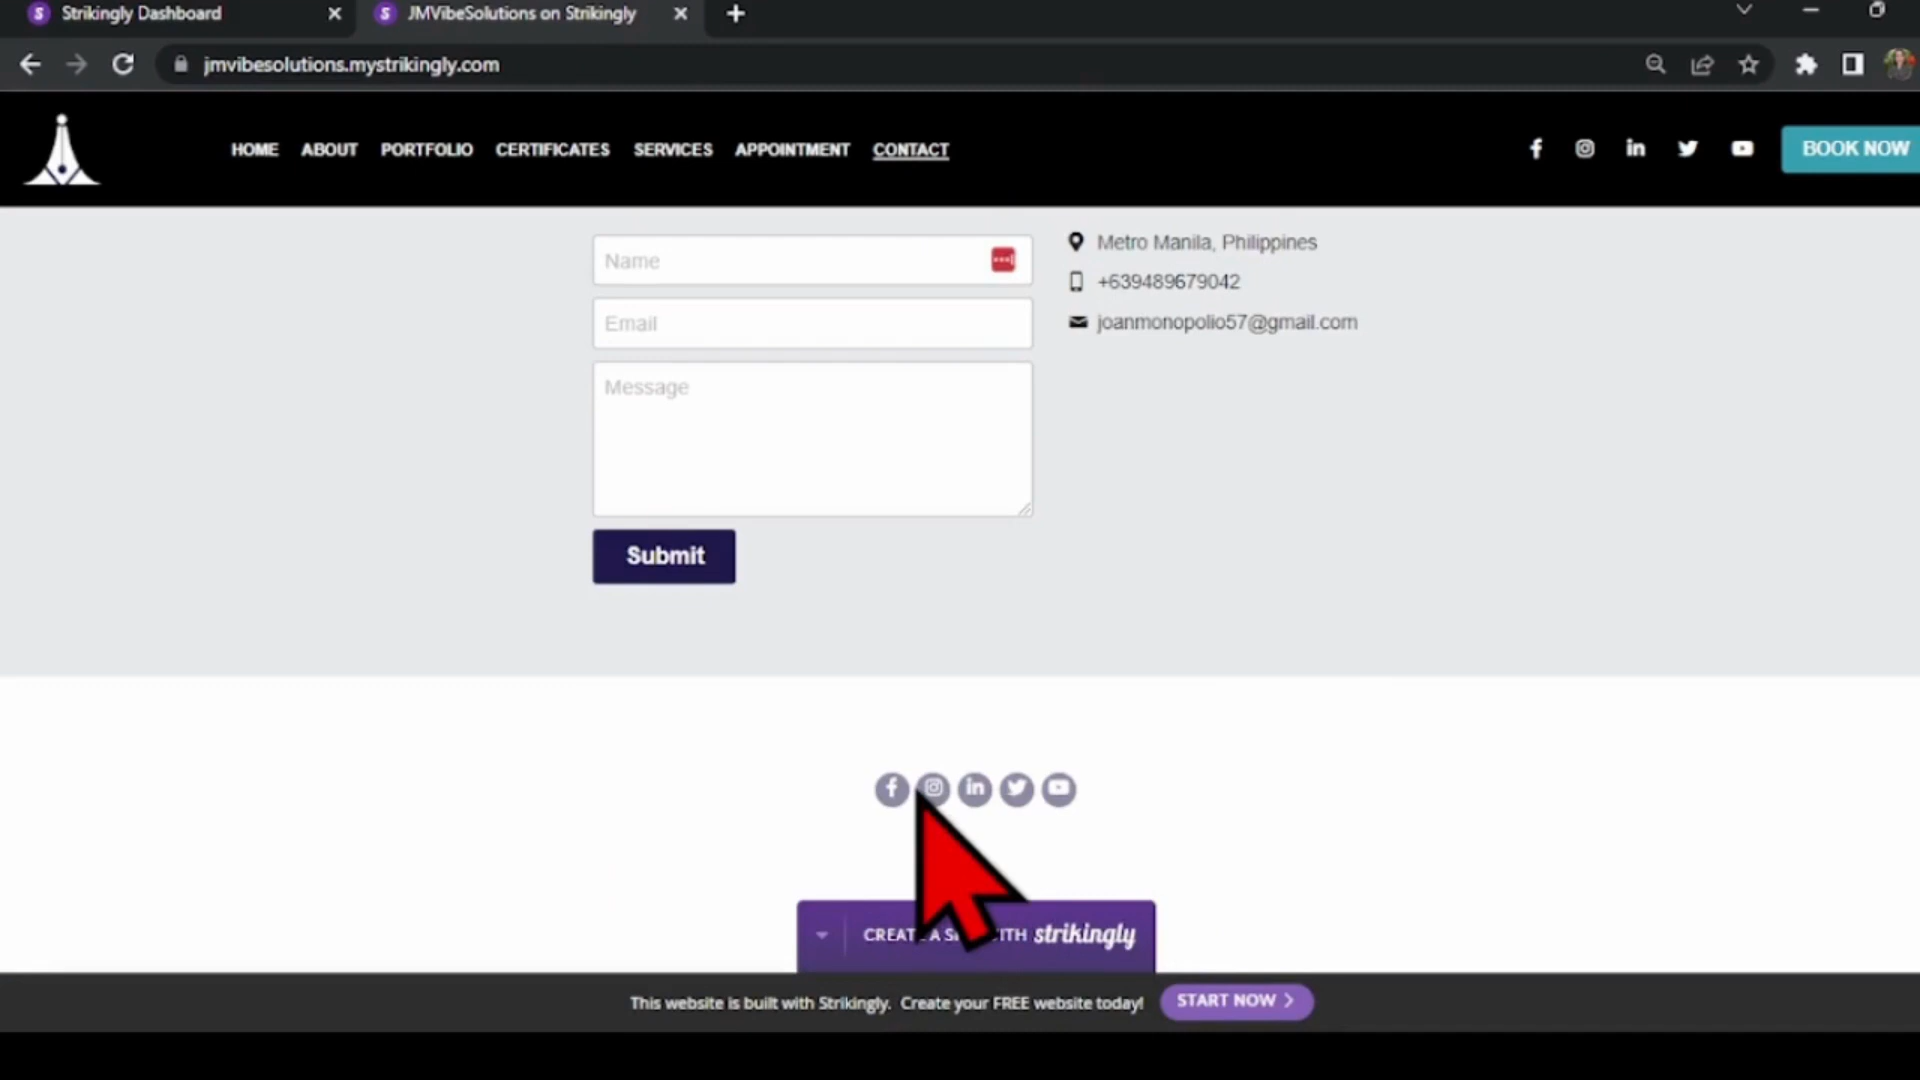 Strikingly Dashboard
JMVibeSolutions on Strikingly
jmvibesolutions.mystrikingly.com
HOME ABOUT PORTFOLIO CERTIFICATES SERVICES APPOINTMENT CONTACT
BOOK NOW
Name
Email
Message
Submit
Metro Manila, Philippines
+639489679042
joanmonopolio57@gmail.com
CREATE A S ITH strikingly
This website is built with Strikingly. Create your FREE website today!
START NOW